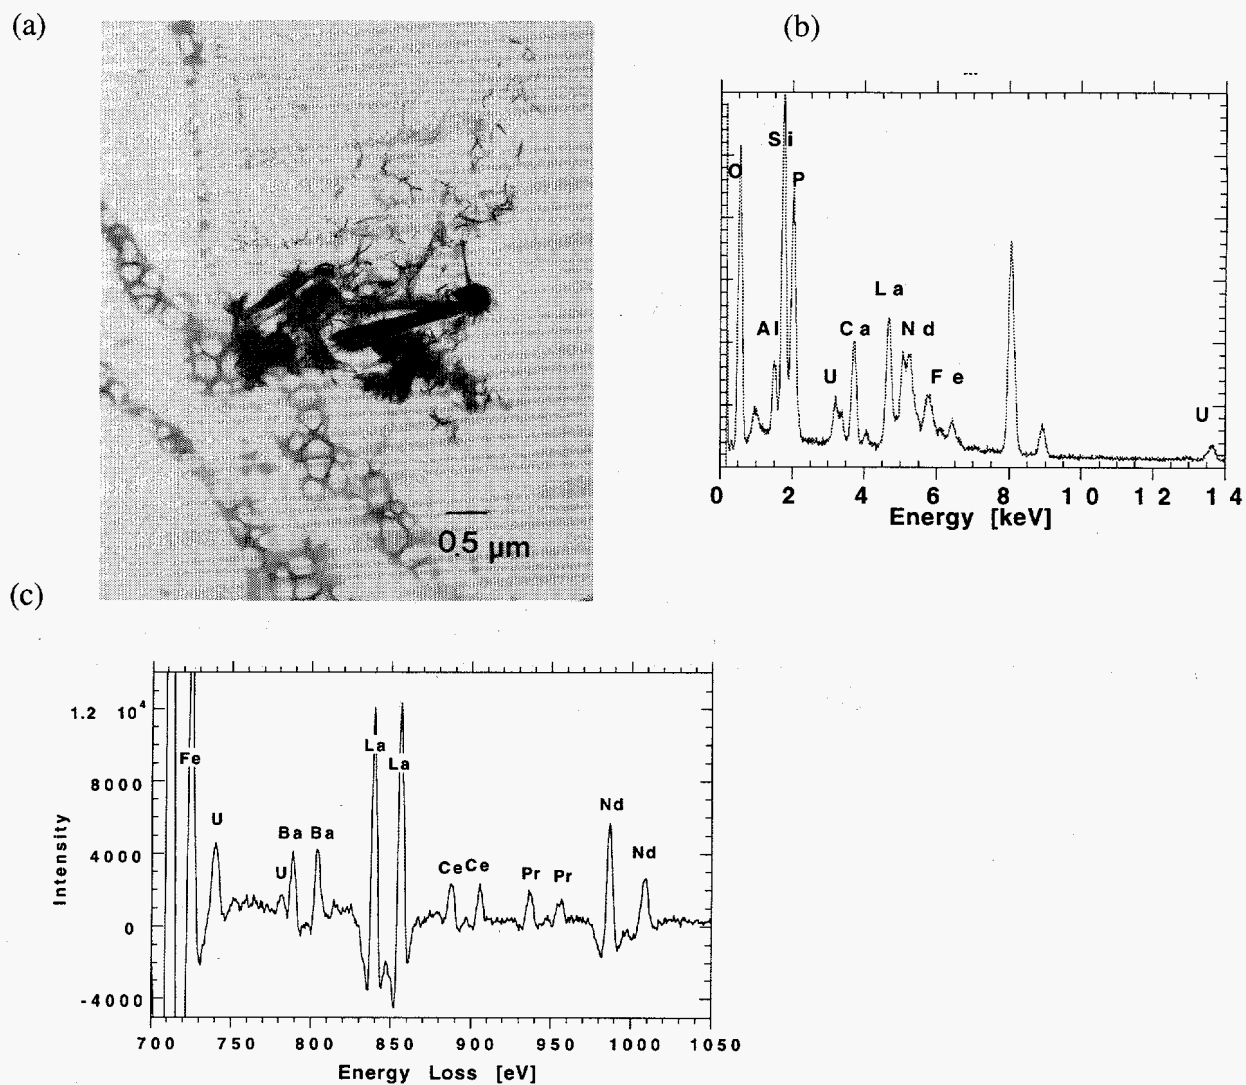 (a)
0.5 µm
(b)
Si
O
P
La
Al
Ca
Nd
U
Fe
U
0 2 4 6 8 10 12 14
Energy [keV]
(c)
1.2 10⁴
8000
4000
0
-4000
Intensity
Fe
U
Ba
Ba
U
La
La
Ce
Ce
Pr
Pr
Nd
Nd
700 750 800 850 900 950 1000 1050
Energy Loss [eV]